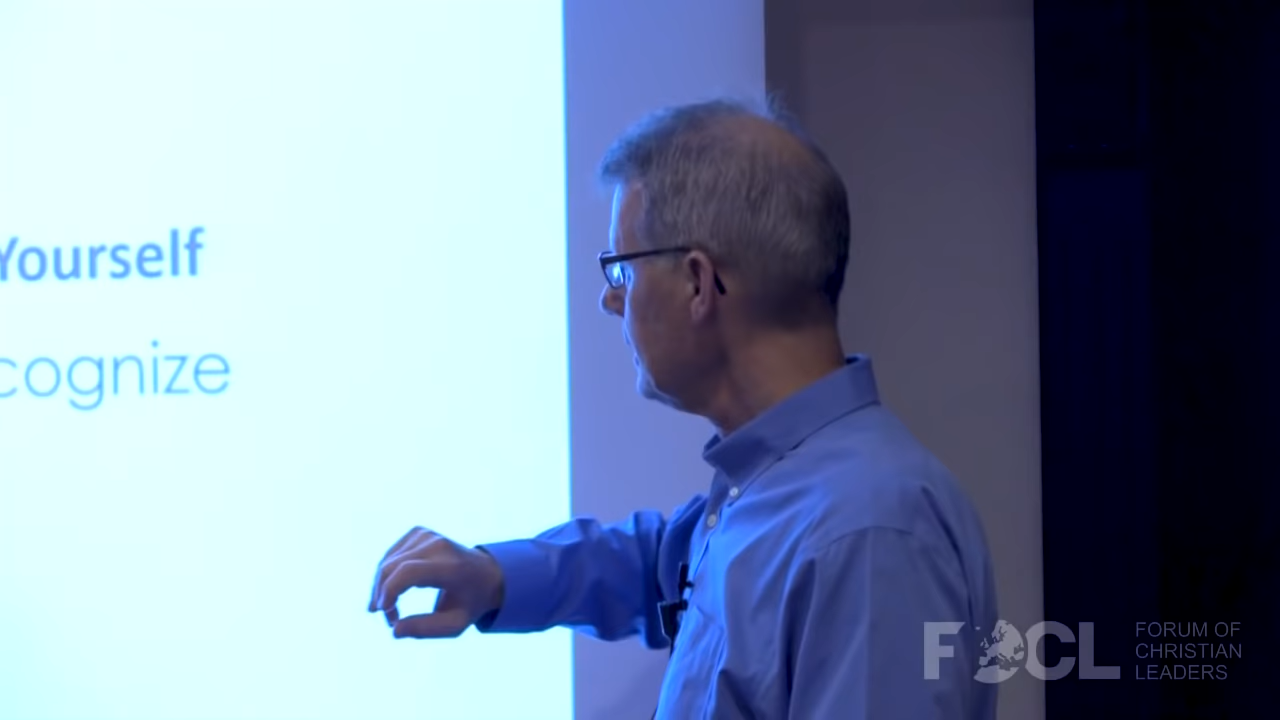 Yourself
cognize
FOCL
FORUM OF
CHRISTIAN
LEADERS